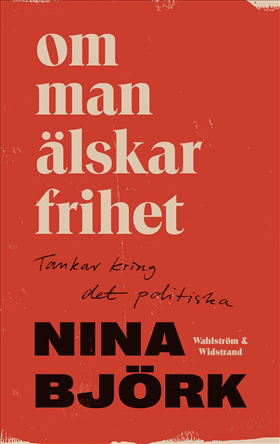 om
man
älskar
frihet
Tankar kring
det politiska
NINA
Wahlström &
Widstrand
BJÖRK